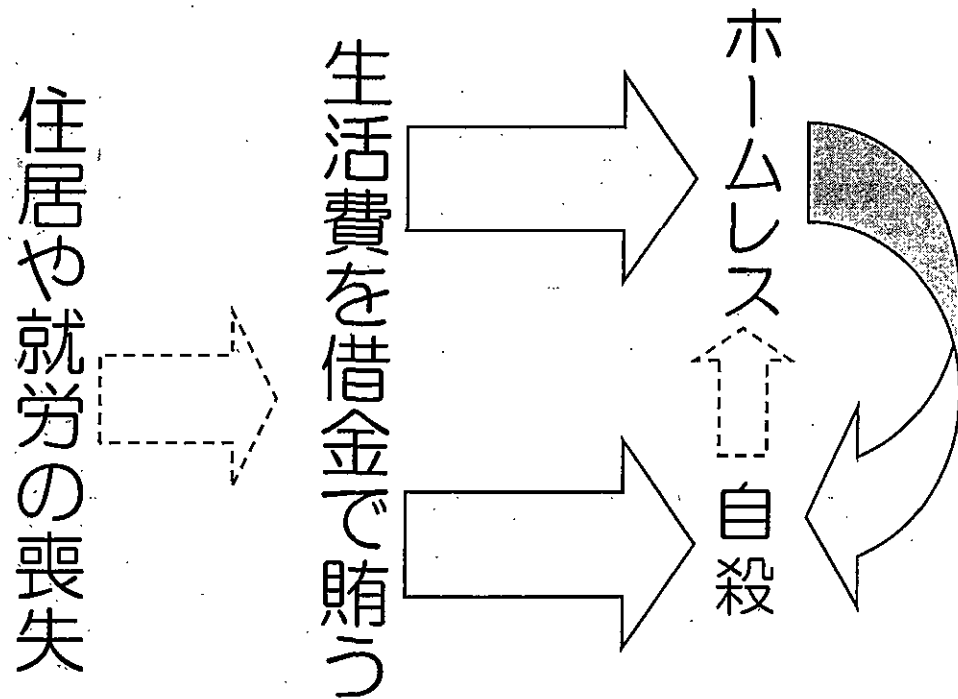 住居や就労の喪失
生活費を借金で賄う
ホームレス
自殺